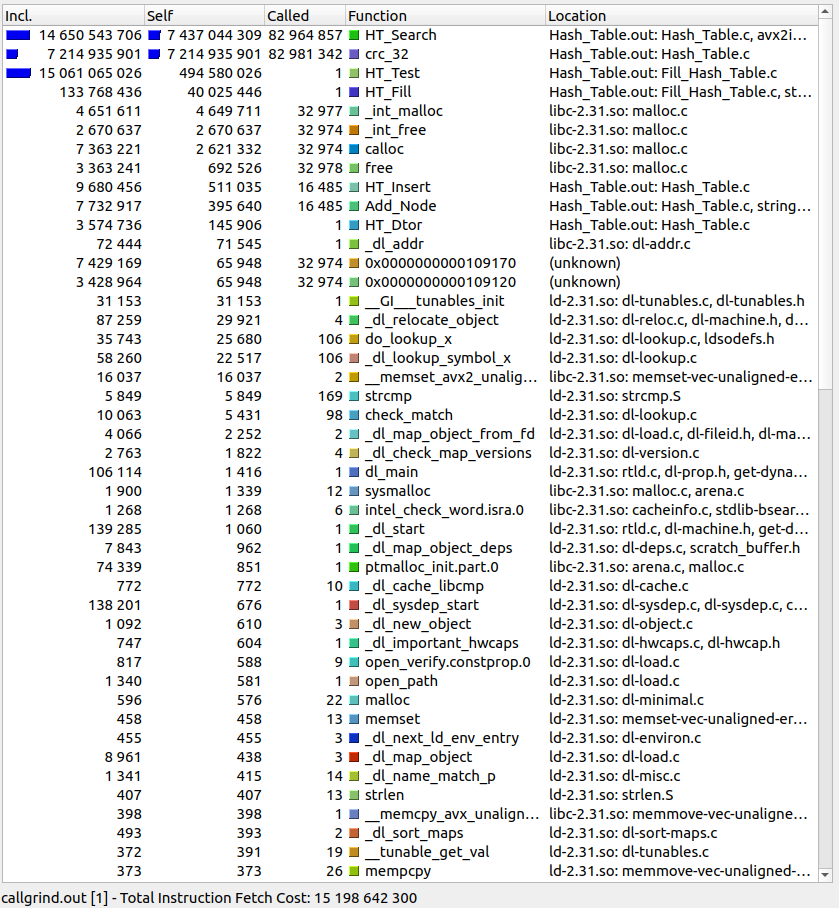 Incl. Self Called Function Location
14 650 543 706 7 437 044 309 82 964 857 HT_Search Hash_Table.out: Hash_Table.c, avx2i...
7 214 935 901 7 214 935 901 82 981 342 crc_32 Hash_Table.out: Hash_Table.c
15 061 065 026 494 580 026 1 HT_Test Hash_Table.out: Fill_Hash_Table.c
133 768 436 40 025 446 1 HT_Fill Hash_Table.out: Fill_Hash_Table.c, st...
4 651 611 4 649 711 32 977 _int_malloc libc-2.31.so: malloc.c
2 670 637 2 670 637 32 974 _int_free libc-2.31.so: malloc.c
7 363 221 2 621 332 32 974 calloc libc-2.31.so: malloc.c
3 363 241 692 526 32 978 free libc-2.31.so: malloc.c
9 680 456 511 035 16 485 HT_Insert Hash_Table.out: Hash_Table.c
7 732 917 395 640 16 485 Add_Node Hash_Table.out: Hash_Table.c, string...
3 574 736 145 906 1 HT_Dtor Hash_Table.out: Hash_Table.c
72 444 71 545 1 _dl_addr libc-2.31.so: dl-addr.c
7 429 169 65 948 32 974 0x0000000000109170 (unknown)
3 428 964 65 948 32 974 0x0000000000109120 (unknown)
31 153 31 153 1 __GI___tunables_init ld-2.31.so: dl-tunables.c, dl-tunables.h
87 259 29 921 4 _dl_relocate_object ld-2.31.so: dl-reloc.c, dl-machine.h, d...
35 743 25 680 106 do_lookup_x ld-2.31.so: dl-lookup.c, ldsodefs.h
58 260 22 517 106 _dl_lookup_symbol_x ld-2.31.so: dl-lookup.c
16 037 16 037 2 __memset_avx2_unalig... libc-2.31.so: memset-vec-unaligned-e...
5 849 5 849 169 strcmp ld-2.31.so: strcmp.S
10 063 5 431 98 check_match ld-2.31.so: dl-lookup.c
4 066 2 252 2 _dl_map_object_from_fd ld-2.31.so: dl-load.c, dl-fileid.h, dl-ma...
2 763 1 822 4 _dl_check_map_versions ld-2.31.so: dl-version.c
106 114 1 416 1 dl_main ld-2.31.so: rtld.c, dl-prop.h, get-dyna...
1 900 1 339 12 sysmalloc libc-2.31.so: malloc.c, arena.c
1 268 1 268 6 intel_check_word.isra.0 libc-2.31.so: cacheinfo.c, stdlib-bsear...
139 285 1 060 1 _dl_start ld-2.31.so: rtld.c, dl-machine.h, get-d...
7 843 962 1 _dl_map_object_deps ld-2.31.so: dl-deps.c, scratch_buffer.h
74 339 851 1 ptmalloc_init.part.0 libc-2.31.so: arena.c, malloc.c
772 772 10 _dl_cache_libcmp ld-2.31.so: dl-cache.c
138 201 676 1 _dl_sysdep_start ld-2.31.so: dl-sysdep.c, dl-sysdep.c, c...
1 092 610 3 _dl_new_object ld-2.31.so: dl-object.c
747 604 1 _dl_important_hwcaps ld-2.31.so: dl-hwcaps.c, dl-hwcap.h
817 588 9 open_verify.constprop.0 ld-2.31.so: dl-load.c
1 340 581 1 open_path ld-2.31.so: dl-load.c
596 576 22 malloc ld-2.31.so: dl-minimal.c
458 458 13 memset ld-2.31.so: memset-vec-unaligned-er...
455 455 3 _dl_next_ld_env_entry ld-2.31.so: dl-environ.c
8 961 438 3 _dl_map_object ld-2.31.so: dl-load.c
1 341 415 14 _dl_name_match_p ld-2.31.so: dl-misc.c
407 407 13 strlen ld-2.31.so: strlen.S
398 398 1 __memcpy_avx_unalign... libc-2.31.so: memmove-vec-unaligne...
493 393 2 _dl_sort_maps ld-2.31.so: dl-sort-maps.c
372 391 19 __tunable_get_val ld-2.31.so: dl-tunables.c
373 373 26 mempcpy ld-2.31.so: memmove-vec-unaligned-...
callgrind.out [1] - Total Instruction Fetch Cost: 15 198 642 300